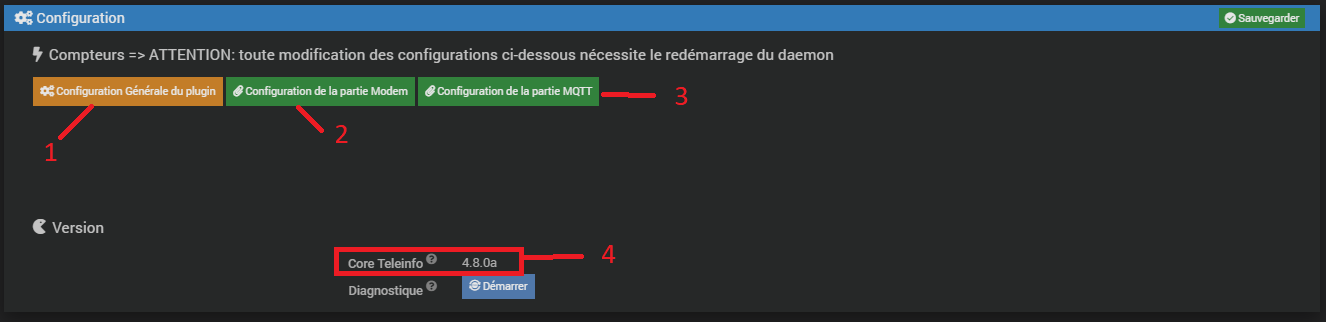 Configuration
Sauvegarder
Compteurs => ATTENTION: toute modification des configurations ci-dessous nécessite le redémarrage du daemon
Configuration Générale du plugin
Configuration de la partie Modem
Configuration de la partie MQTT
3
1
2
Version
Core Teleinfo ? 4.8.0a
4
Diagnostique ? Démarrer